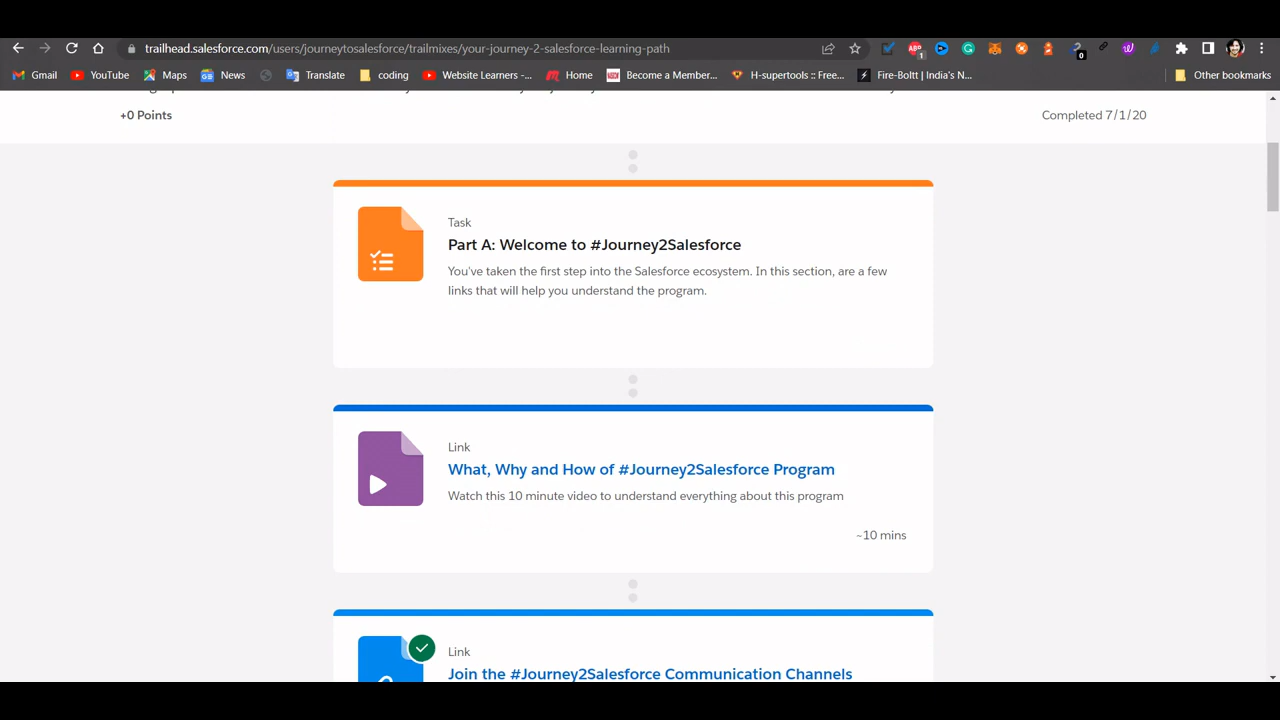 trailhead.salesforce.com/users/journeytosalesforce/trailmixes/your-journey-2-salesforce-learning-path
Gmail YouTube Maps News Translate coding Website Learners -... Home Become a Member... H-supertools :: Free... Fire-Boltt | India's N... Other bookmarks
+0 Points Completed 7/1/20
Task
Part A: Welcome to #Journey2Salesforce
You've taken the first step into the Salesforce ecosystem. In this section, are a few
links that will help you understand the program.
Link
What, Why and How of #Journey2Salesforce Program
Watch this 10 minute video to understand everything about this program
~10 mins
Link
Join the #Journey2Salesforce Communication Channels